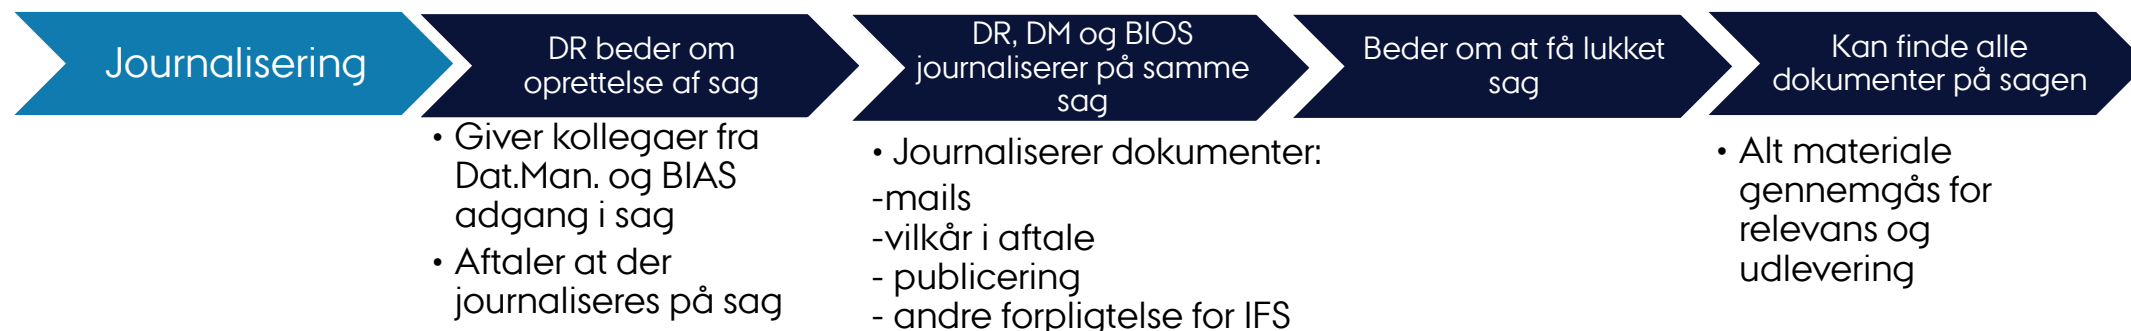 Journalisering
DR beder om
oprettelse af sag
• Giver kollegaer fra
Dat.Man. og BIAS
adgang i sag
• Aftaler at der
journaliseres på sag
DR, DM og BIOS
journaliserer på samme
sag
• Journaliserer dokumenter:
-mails
-vilkår i aftale
- publicering
- andre forpligtelse for IFS
Beder om at få lukket
sag
Kan finde alle
dokumenter på sagen
• Alt materiale
gennemgås for
relevans og
udlevering